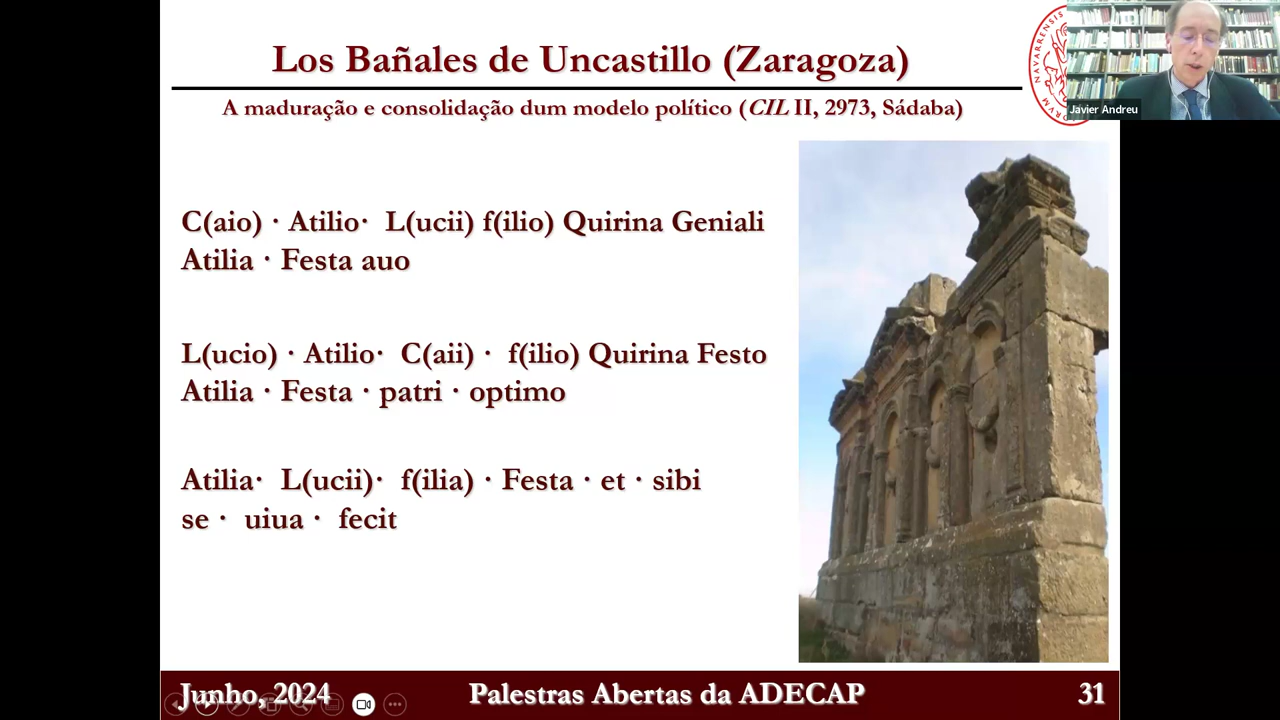 Los Bañales de Uncastillo (Zaragoza)
A maduração e consolidação dum modelo político (CIL II, 2973, Sádaba)
NAVARRENSIS
Javier Andreu
C(aio) · Atilio· L(ucii) f(ilio) Quirina Geniali
Atilia · Festa auo
L(ucio) · Atilio· C(aii) · f(ilio) Quirina Festo
Atilia · Festa · patri · optimo
Atilia· L(ucii)· f(ilia) · Festa · et · sibi
se · uiua · fecit
Junho, 2024
Palestras Abertas da ADECAP
31